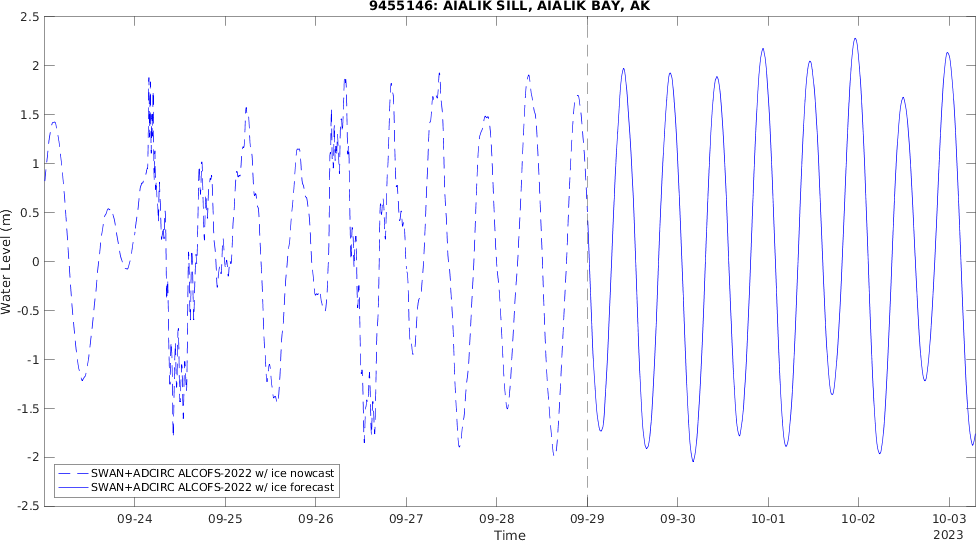 9455146: AIALIK SILL, AIALIK BAY, AK
2.5
2
1.5
1
0.5
0
-0.5
-1
-1.5
-2
-2.5
Water Level (m)
SWAN+ADCIRC ALCOFS-2022 w/ ice nowcast
SWAN+ADCIRC ALCOFS-2022 w/ ice forecast
09-24 09-25 09-26 09-27 09-28 09-29 09-30 10-01 10-02 10-03
2023
Time